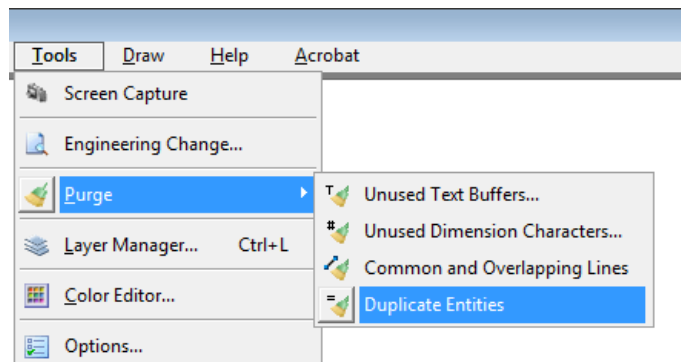 Tools Draw Help Acrobat
Screen Capture
Engineering Change...
Purge
Unused Text Buffers...
Unused Dimension Characters...
Layer Manager... Ctrl+L
Common and Overlapping Lines
Color Editor...
Duplicate Entities
Options...